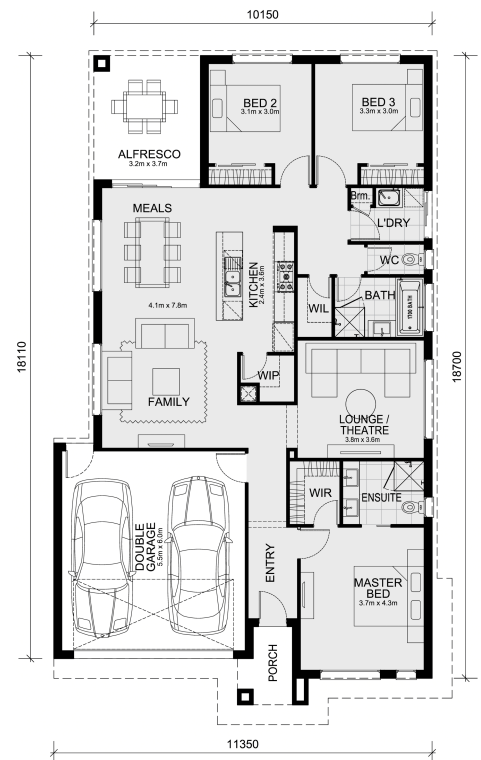 10150
BED 2
3.1m x 3.0m
BED 3
3.3m x 3.0m
ALFRESCO
3.2m x 3.7m
Brm.
L'DRY
MEALS
WC
KITCHEN
2.4m x 3.6m
BATH
1700 BATH
4.1m x 7.8m
WIL
18110
18700
WIP
FAMILY
LOUNGE /
THEATRE
3.8m x 3.6m
WIR
ENSUITE
DOUBLE
GARAGE
5.5m x 6.0m
ENTRY
MASTER
BED
3.7m x 4.3m
PORCH
11350